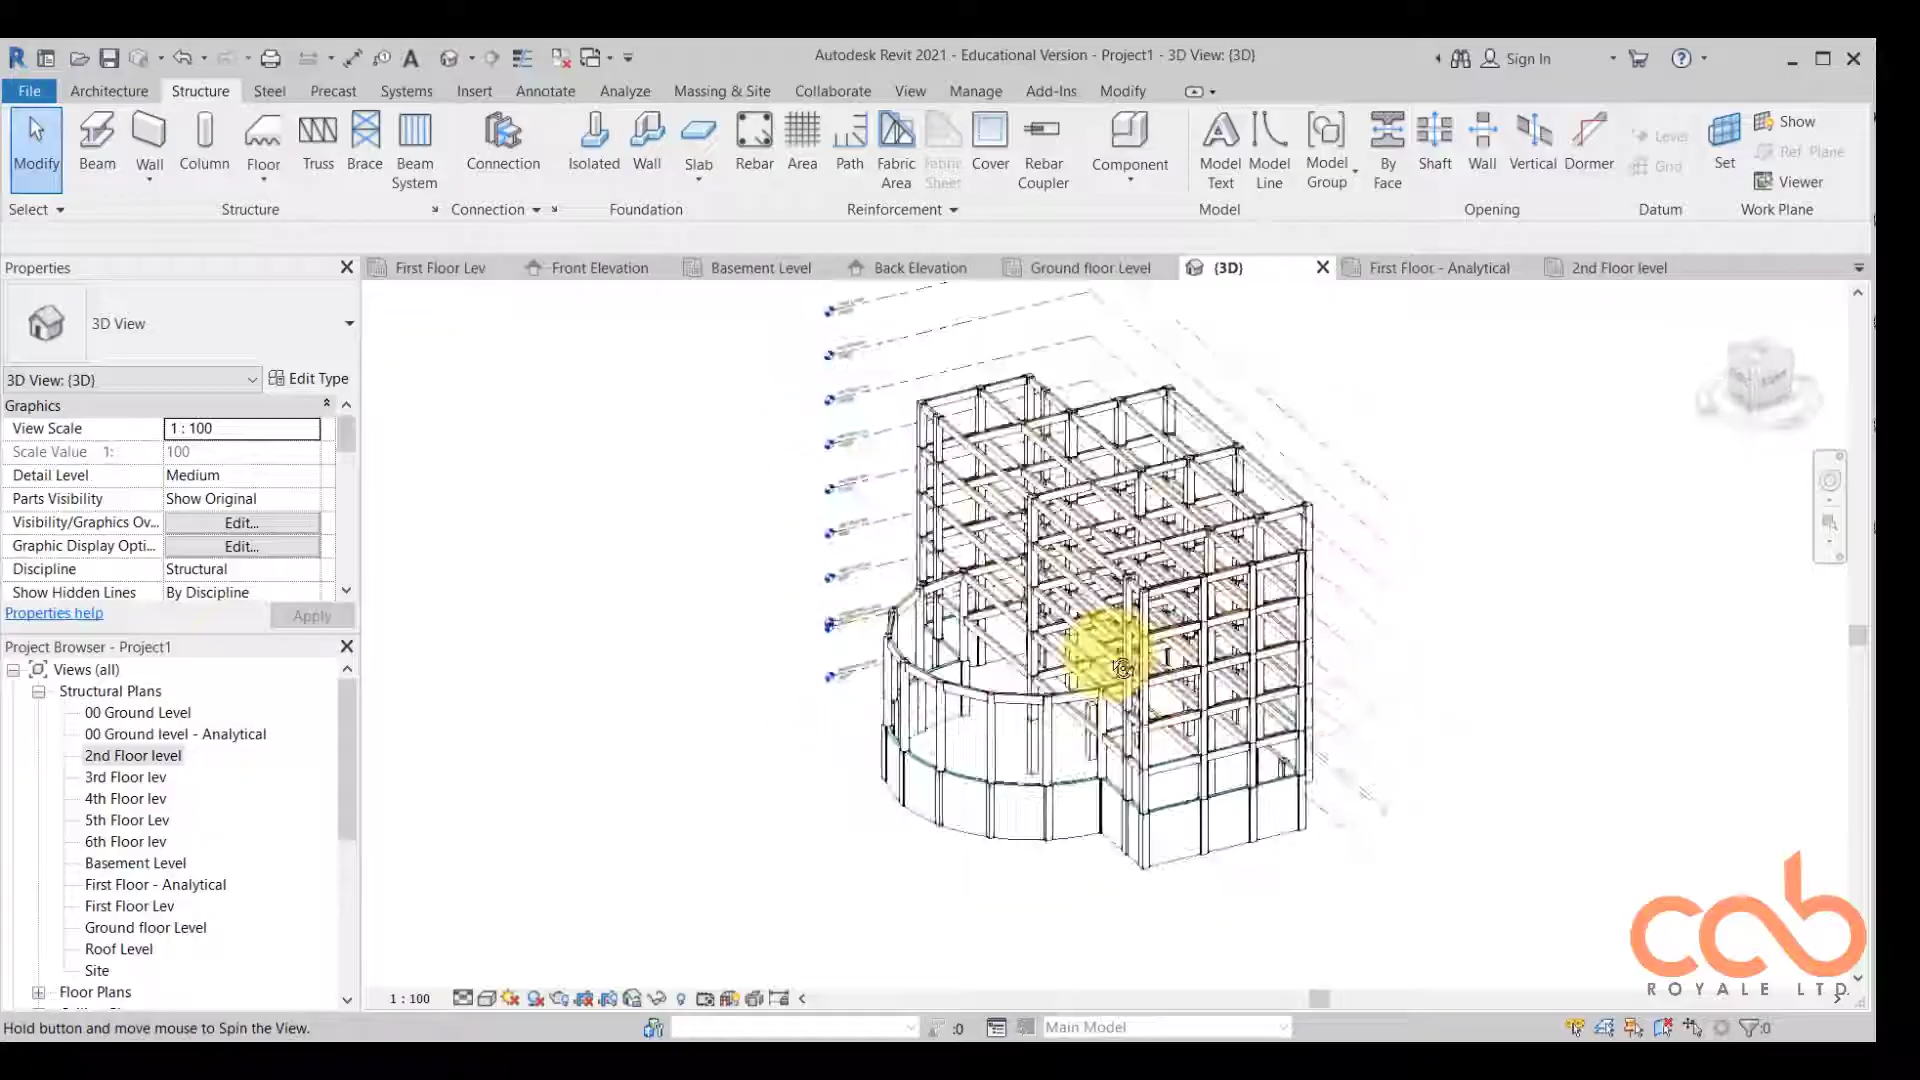 Autodesk Revit 2021 - Educational Version - Project1 - 3D View: {3D}
Sign In
File Architecture Structure Steel Precast Systems Insert Annotate Analyze Massing & Site Collaborate View Manage Add-Ins Modify
Modify Beam Wall Column Floor Truss Brace Beam System Connection Isolated Wall Slab Rebar Area Path Fabric Area Fabric Sheet Cover Rebar Coupler Component Model Text Model Line Model Group By Face Shaft Wall Vertical Dormer Level Grid Set Show Ref Plane Viewer
Select Structure Connection Foundation Reinforcement Model Opening Datum Work Plane
Properties
First Floor Lev Front Elevation Basement Level Back Elevation Ground floor Level {3D} First Floor - Analytical 2nd Floor level
3D View
3D View: {3D} Edit Type
Graphics
View Scale 1 : 100
Scale Value 1: 100
Detail Level Medium
Parts Visibility Show Original
Visibility/Graphics Ov... Edit...
Graphic Display Opti... Edit...
Discipline Structural
Show Hidden Lines By Discipline
Properties help Apply
Project Browser - Project1
Views (all)
Structural Plans
00 Ground Level
00 Ground level - Analytical
2nd Floor level
3rd Floor lev
4th Floor lev
5th Floor Lev
6th Floor lev
Basement Level
First Floor - Analytical
First Floor Lev
Ground floor Level
Roof Level
Site
Floor Plans
1 : 100
Hold button and move mouse to Spin the View.
:0
Main Model
:0
ccb
ROYALE LTD.